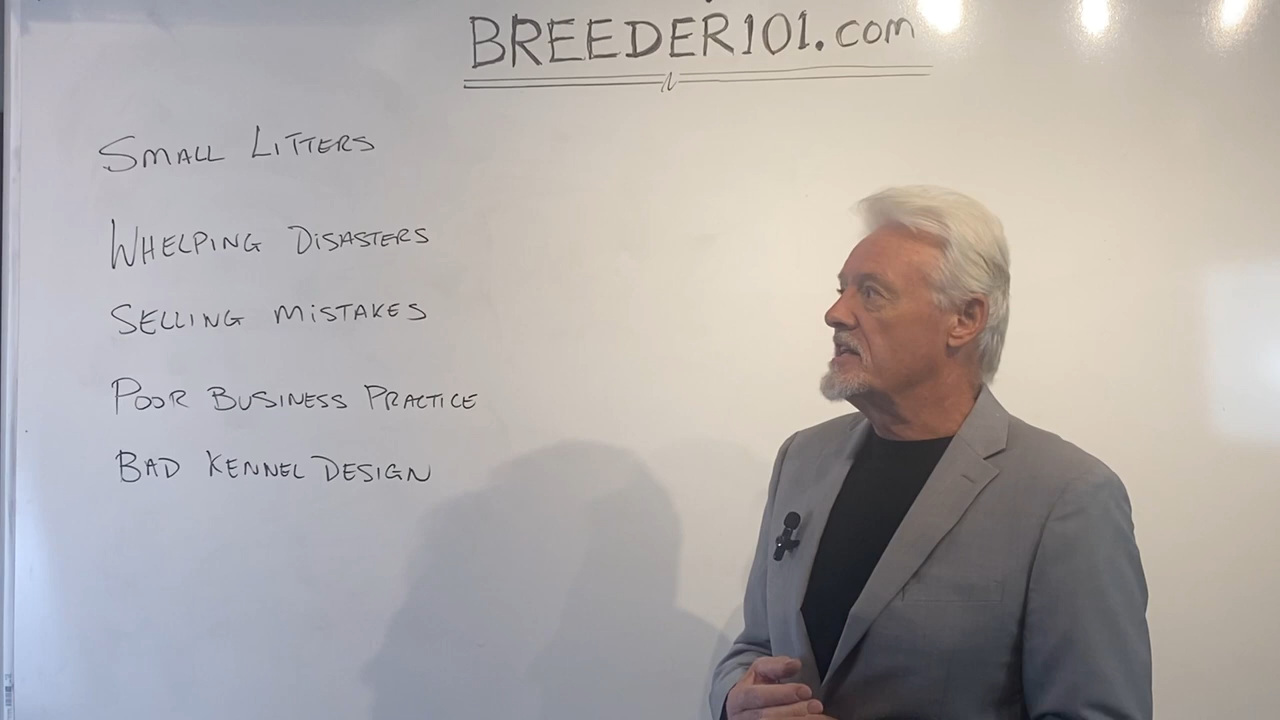 BREEDER101.com
SMALL LITTERS
WHELPING DISASTERS
SELLING MISTAKES
POOR BUSINESS PRACTICE
BAD KENNEL DESIGN